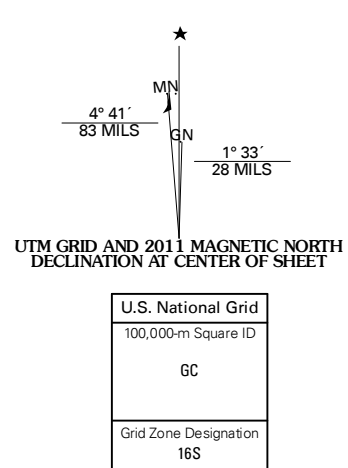 ★
MN
4° 41´
83 MILS
GN
1° 33´
28 MILS
UTM GRID AND 2011 MAGNETIC NORTH
DECLINATION AT CENTER OF SHEET
U.S. National Grid
100,000-m Square ID
GC
Grid Zone Designation
16S